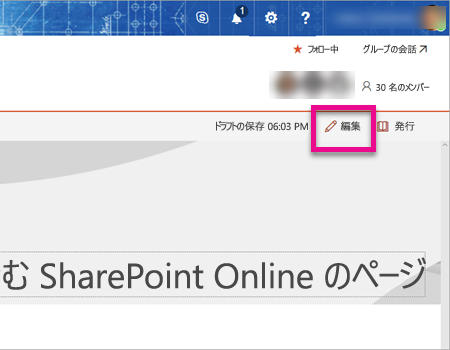 1
?
フォロー中 グループの会話
30 名のメンバー
ドラフトの保存 06:03 PM 編集 発行
む SharePoint Online のページ